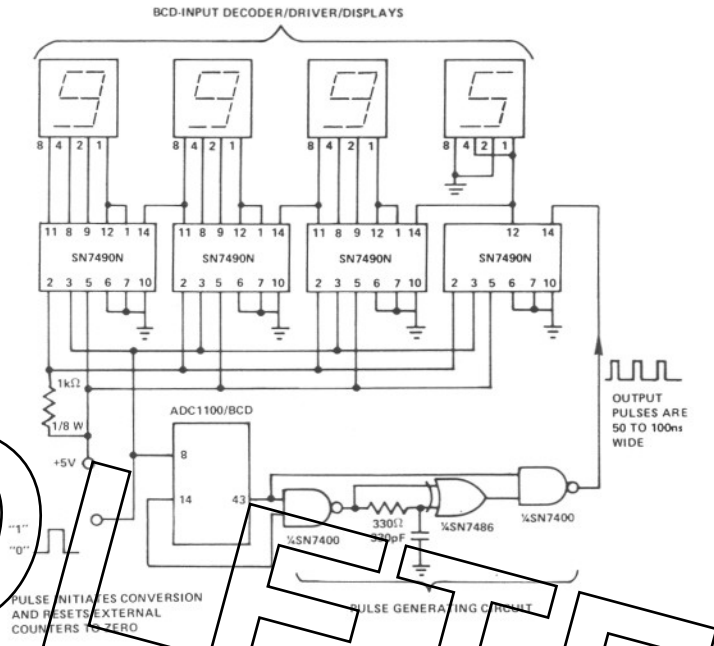 BCD-INPUT DECODER/DRIVER/DISPLAYS
9 9 9 5
8 4 2 1 8 4 2 1 8 4 2 1 8 4 2 1
11 8 9 12 1 14 11 8 9 12 1 14 11 8 9 12 1 14 12 14
SN7490N SN7490N SN7490N SN7490N
2 3 5 6 7 10 2 3 5 6 7 10 2 3 5 6 7 10 2 3 5 6 7 10
1kΩ
1/8 W
+5V
ADC1100/BCD
8
14 43
¼SN7400
330Ω
330pF
¼SN7486
¼SN7400
OUTPUT
PULSES ARE
50 TO 100ns
WIDE
"1"
"0"
PULSE INITIATES CONVERSION
AND RESETS EXTERNAL
COUNTERS TO ZERO
PULSE GENERATING CIRCUIT